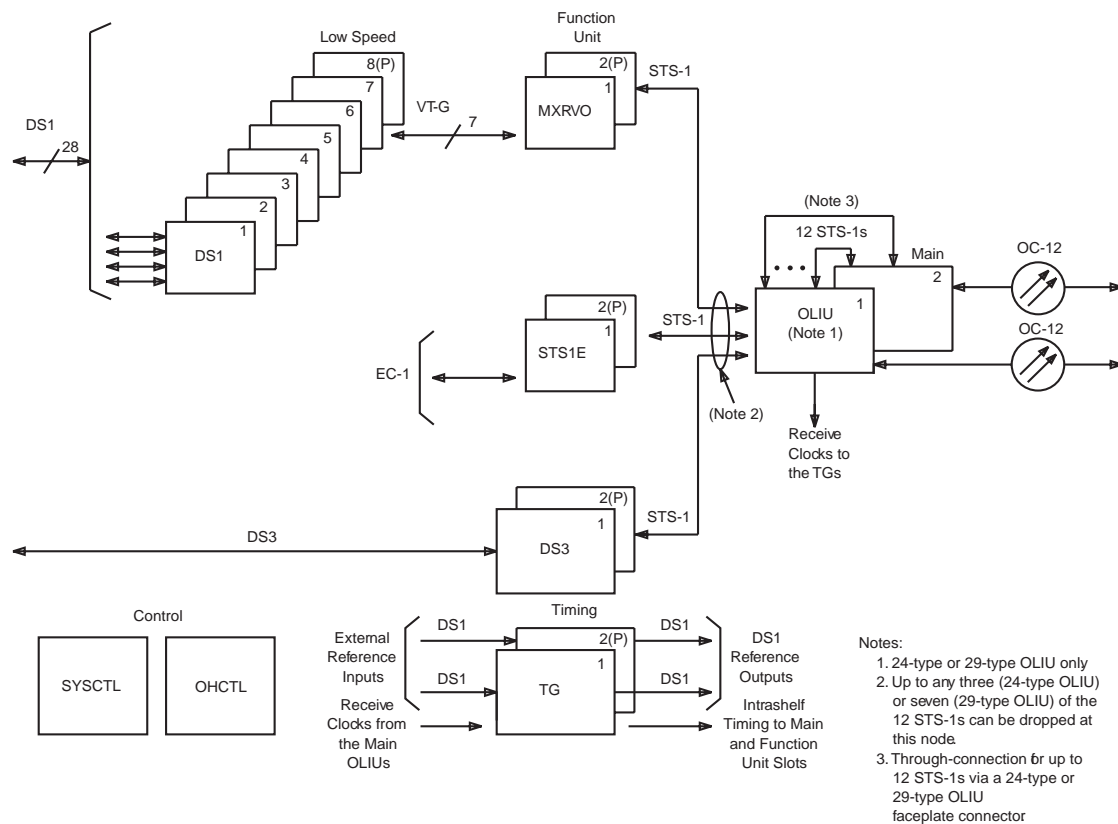 Function
Unit
Low Speed
8(P)
7
6
5
4
3
2
1
DS1
DS1
28
VT-G
7
2(P)
1
MXRVO
STS-1
(Note 3)
12 STS-1s
Main
2
1
OLIU
(Note 1)
OC-12
OC-12
2(P)
1
STS1E
STS-1
EC-1
(Note 2)
Receive
Clocks to
the TGs
2(P)
1
DS3
STS-1
DS3
Control
SYSCTL
OHCTL
Timing
External
Reference
Inputs
DS1
DS1
2(P)
1
TG
DS1
DS1
DS1
Reference
Outputs
Receive
Clocks from
the Main
OLIUs
Intrashelf
Timing to Main
and Function
Unit Slots
Notes:
1. 24-type or 29-type OLIU only
2. Up to any three (24-type OLIU)
or seven (29-type OLIU) of the
12 STS-1s can be dropped at
this node.
3. Through-connection for up to
12 STS-1s via a 24-type or
29-type OLIU
faceplate connector